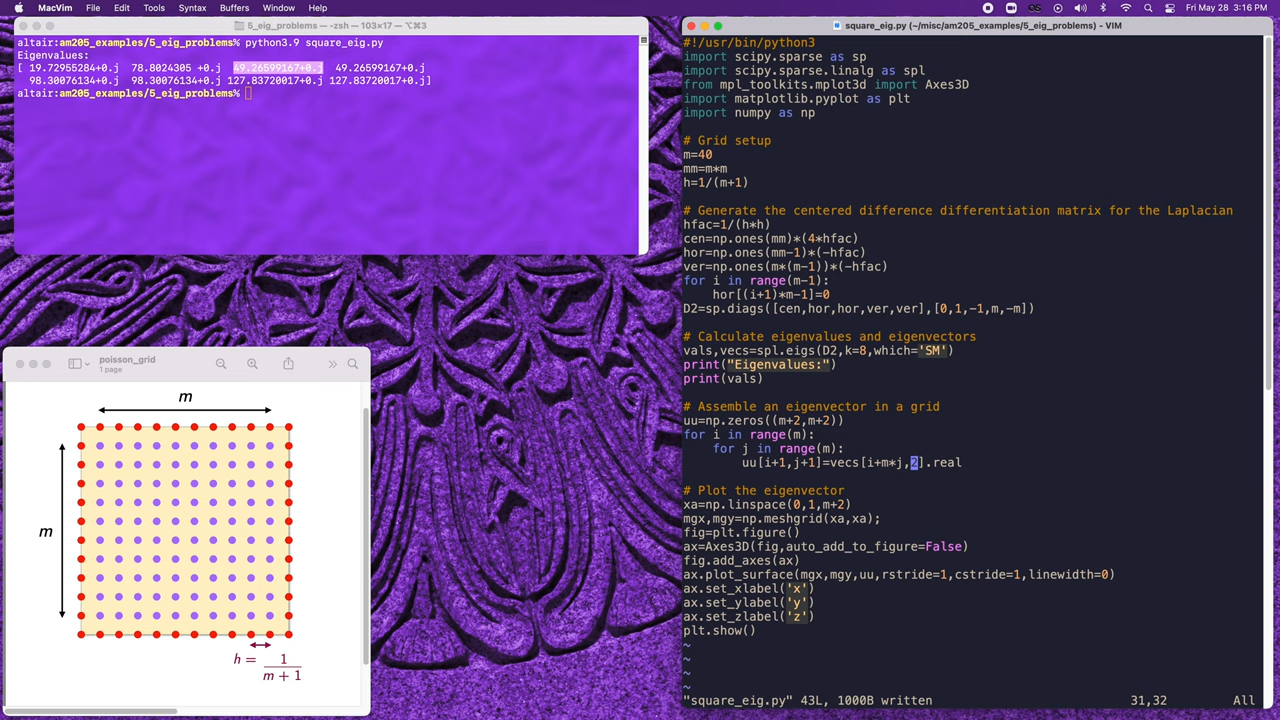 MacVim File Edit Tools Syntax Buffers Window Help
Fri May 28 3:16 PM
5_eig_problems — -zsh — 103×17 — ⌥⌘3
altair:am205_examples/5_eig_problems% python3.9 square_eig.py
Eigenvalues:
[ 19.72955284+0.j 78.8024305 +0.j 49.26599167+0.j 49.26599167+0.j
98.30076134+0.j 98.30076134+0.j 127.83720017+0.j 127.83720017+0.j]
altair:am205_examples/5_eig_problems%
poisson_grid
1 page
m
m
h = 1
m + 1
square_eig.py (~/misc/am205_examples/5_eig_problems) - VIM
#!/usr/bin/python3
import scipy.sparse as sp
import scipy.sparse.linalg as spl
from mpl_toolkits.mplot3d import Axes3D
import matplotlib.pyplot as plt
import numpy as np
# Grid setup
m=40
mm=m*m
h=1/(m+1)
# Generate the centered difference differentiation matrix for the Laplacian
hfac=1/(h*h)
cen=np.ones(mm)*(4*hfac)
hor=np.ones(mm-1)*(-hfac)
ver=np.ones(m*(m-1))*(-hfac)
for i in range(m-1):
    hor[(i+1)*m-1]=0
D2=sp.diags([cen,hor,hor,ver,ver],[0,1,-1,m,-m])
# Calculate eigenvalues and eigenvectors
vals,vecs=spl.eigs(D2,k=8,which='SM')
print("Eigenvalues:")
print(vals)
# Assemble an eigenvector in a grid
uu=np.zeros((m+2,m+2))
for i in range(m):
    for j in range(m):
        uu[i+1,j+1]=vecs[i+m*j,2].real
# Plot the eigenvector
xa=np.linspace(0,1,m+2)
mgx,mgy=np.meshgrid(xa,xa);
fig=plt.figure()
ax=Axes3D(fig,auto_add_to_figure=False)
fig.add_axes(ax)
ax.plot_surface(mgx,mgy,uu,rstride=1,cstride=1,linewidth=0)
ax.set_xlabel('x')
ax.set_ylabel('y')
ax.set_zlabel('z')
plt.show()
~
~
~
~
"square_eig.py" 43L, 1000B written 31,32 All